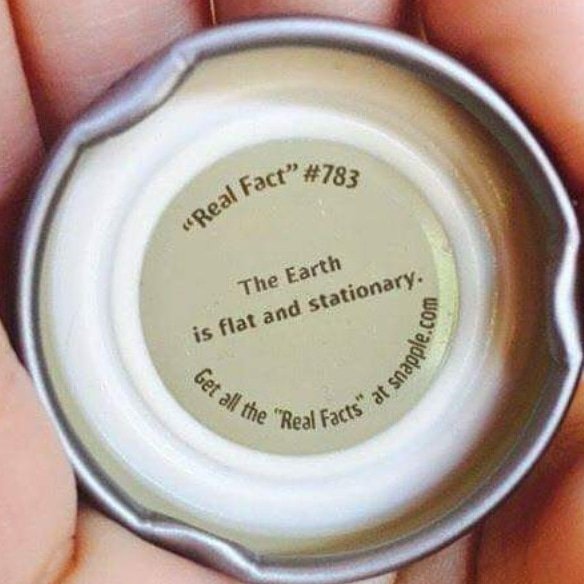 "Real Fact" #783
The Earth
is flat and stationary.
Get all the "Real Facts" at snapple.com